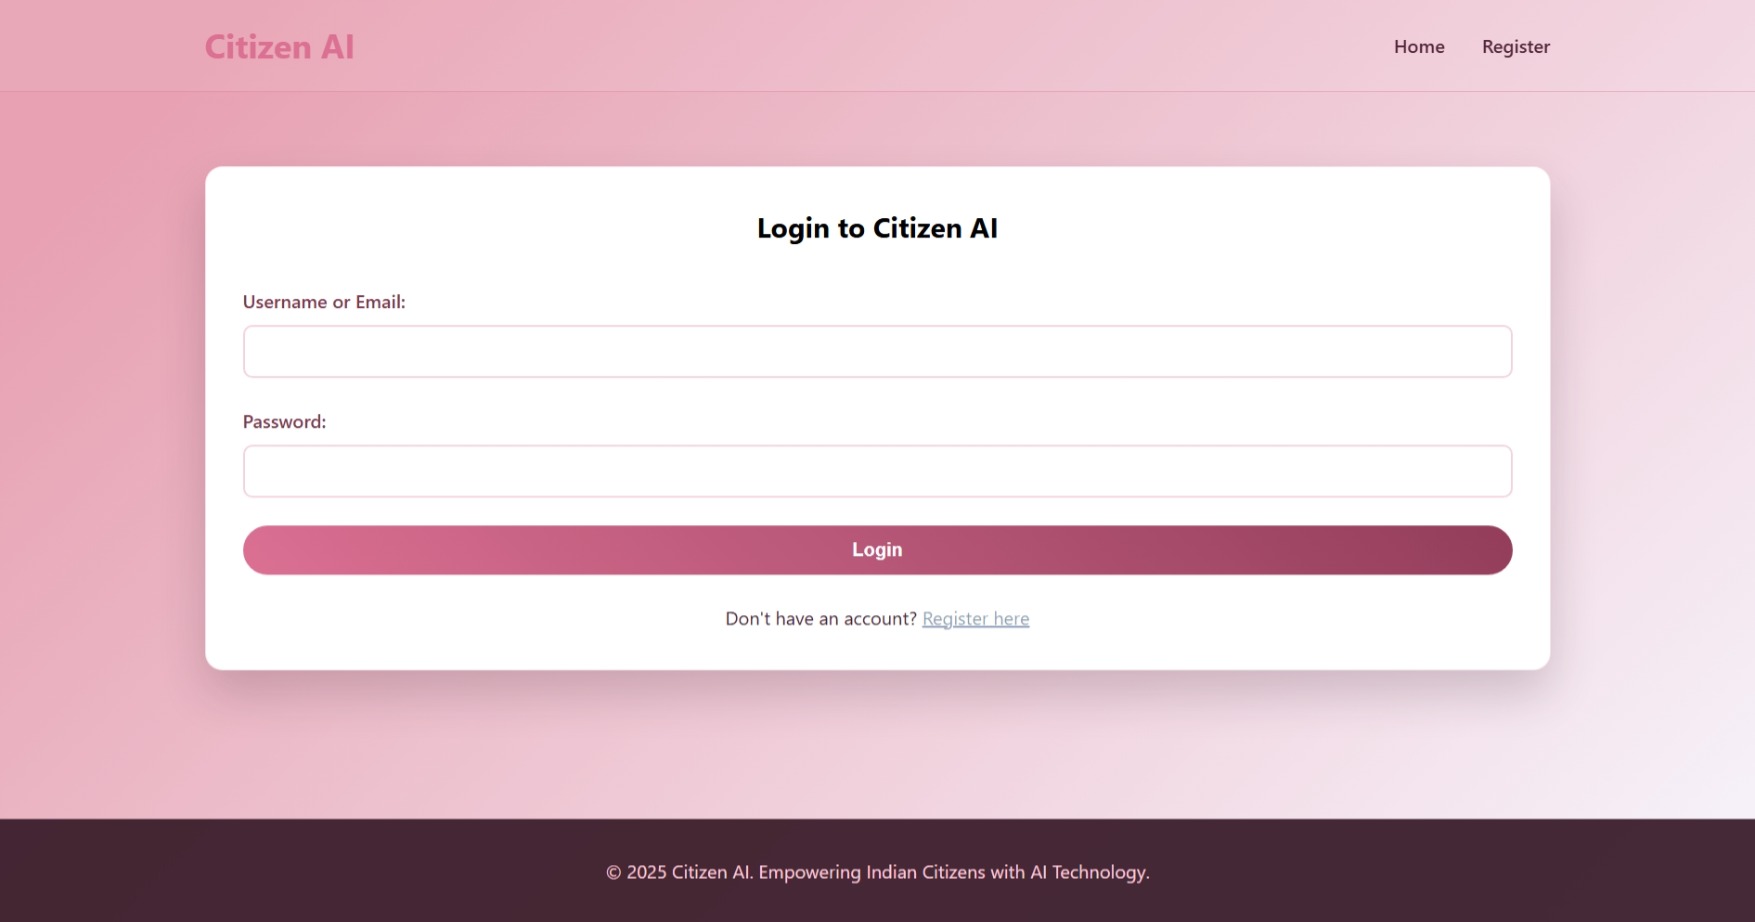 Citizen AI
Home Register
Login to Citizen AI
Username or Email:
Password:
Login
Don't have an account? Register here
© 2025 Citizen AI. Empowering Indian Citizens with AI Technology.